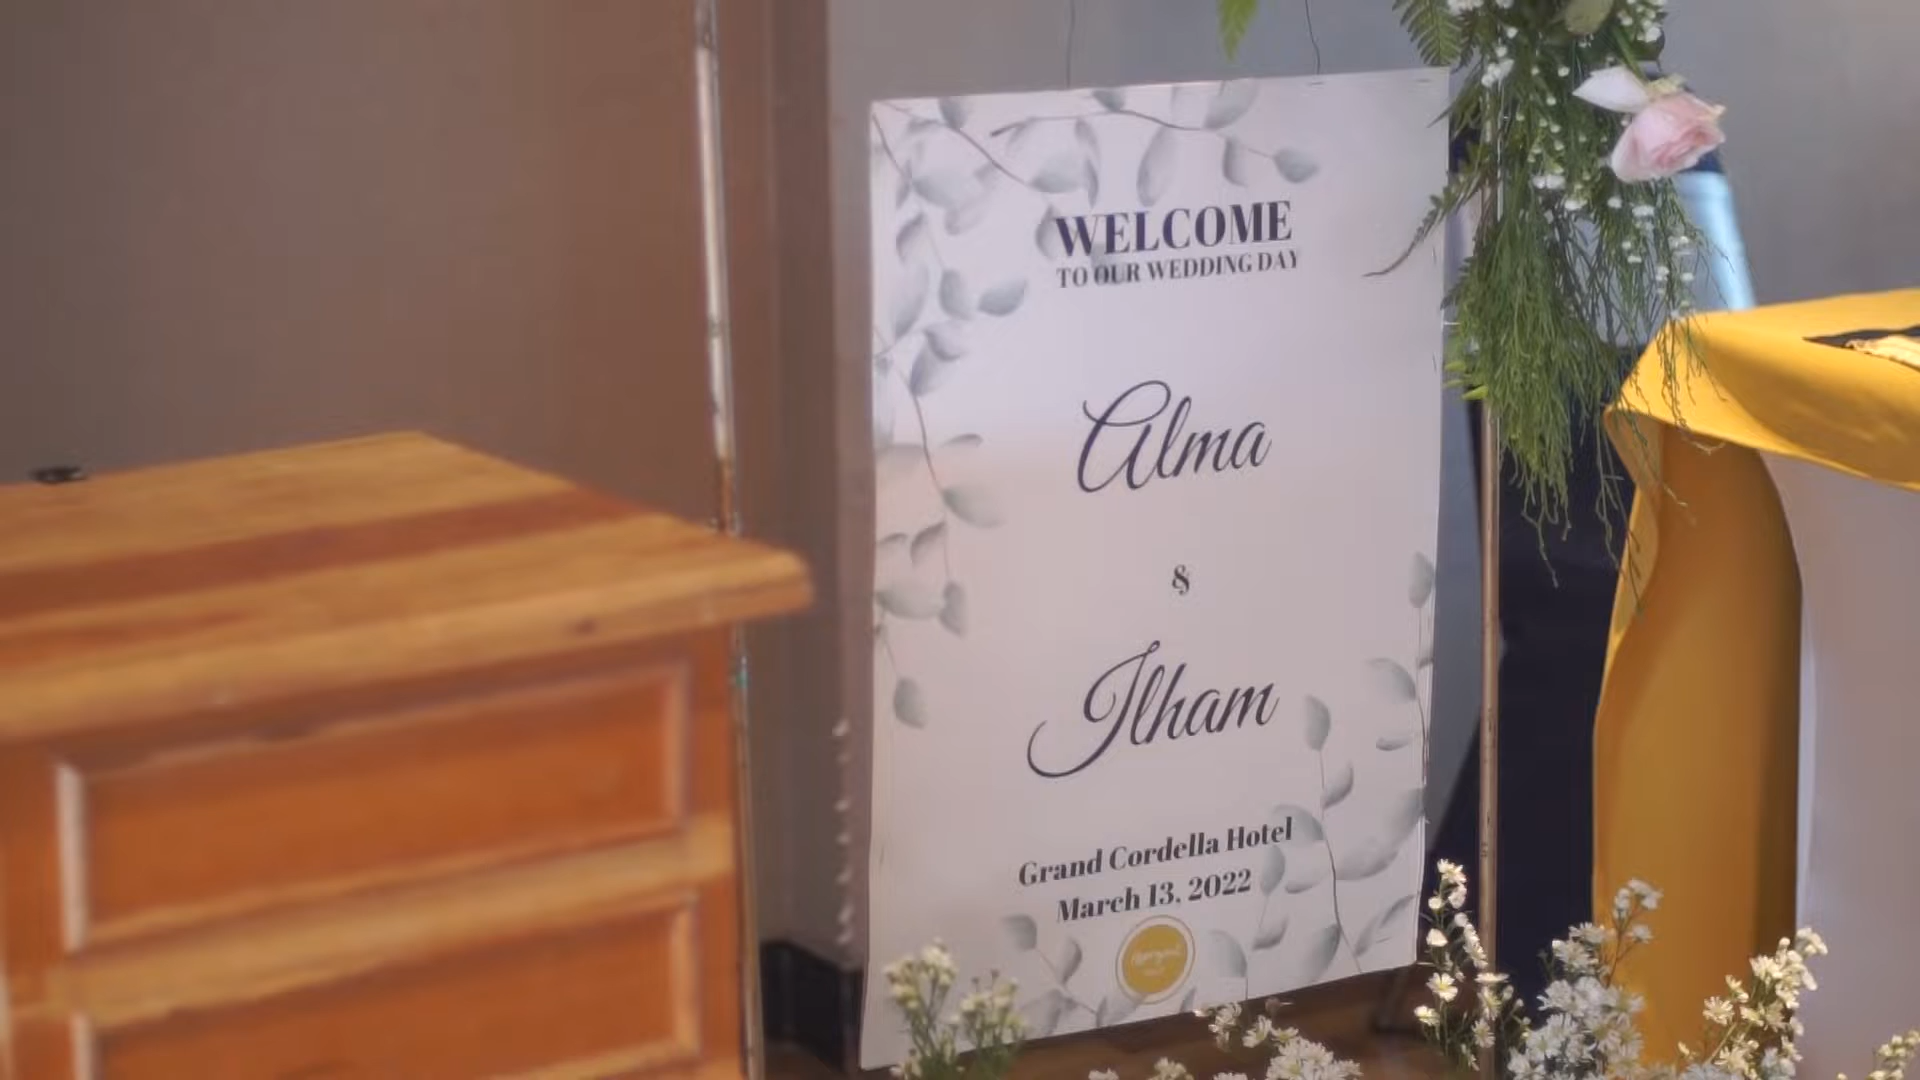 WELCOME
TO OUR WEDDING DAY
Alma
&
Ilham
Grand Cordella Hotel
March 13, 2022